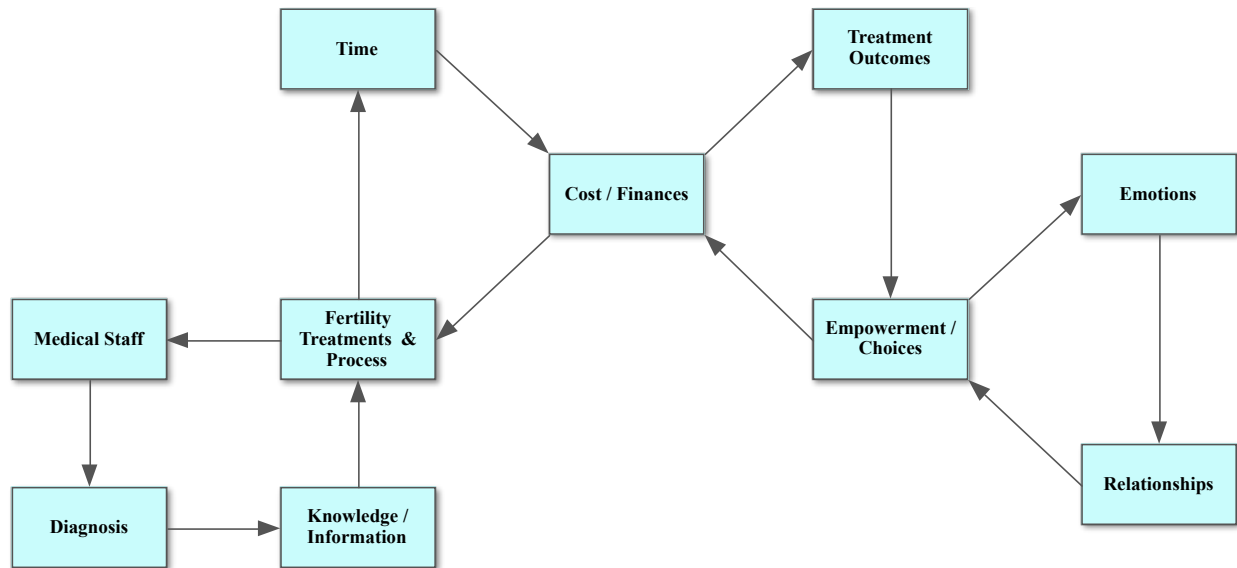 Time
Treatment
Outcomes
Cost / Finances
Emotions
Medical Staff
Fertility
Treatments &
Process
Empowerment /
Choices
Relationships
Diagnosis
Knowledge /
Information